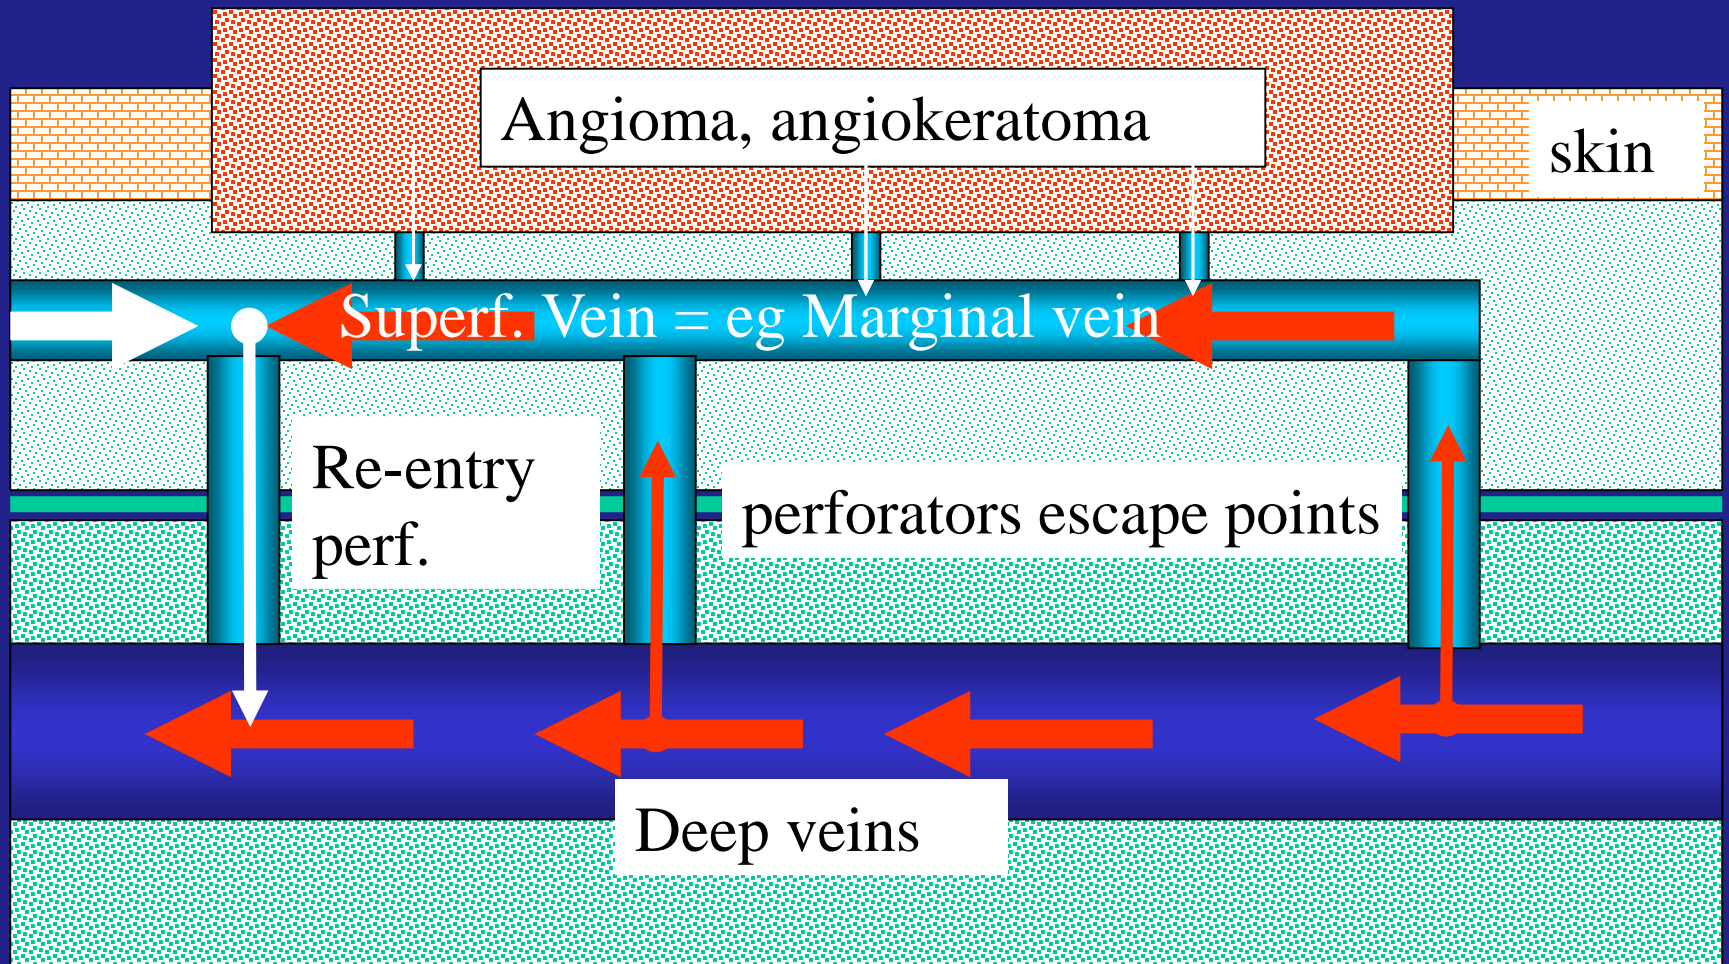 Angioma, angiokeratoma
skin
Superf. Vein = eg Marginal vein
Re-entry
perf.
perforators escape points
Deep veins